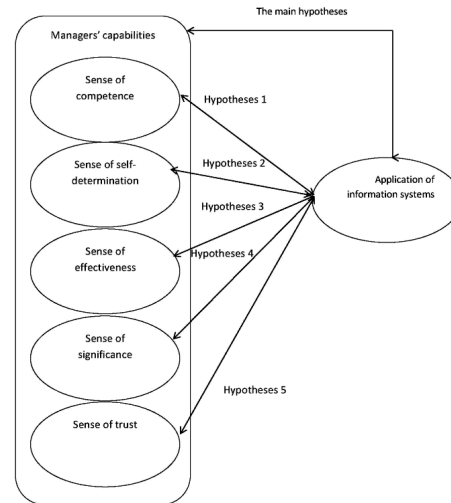 The main hypotheses
Managers' capabilities
Sense of
competence
Hypotheses 1
Sense of self-
determination
Hypotheses 2
Application of
information systems
Hypotheses 3
Sense of
effectiveness
Hypotheses 4
Sense of
significance
Hypotheses 5
Sense of trust